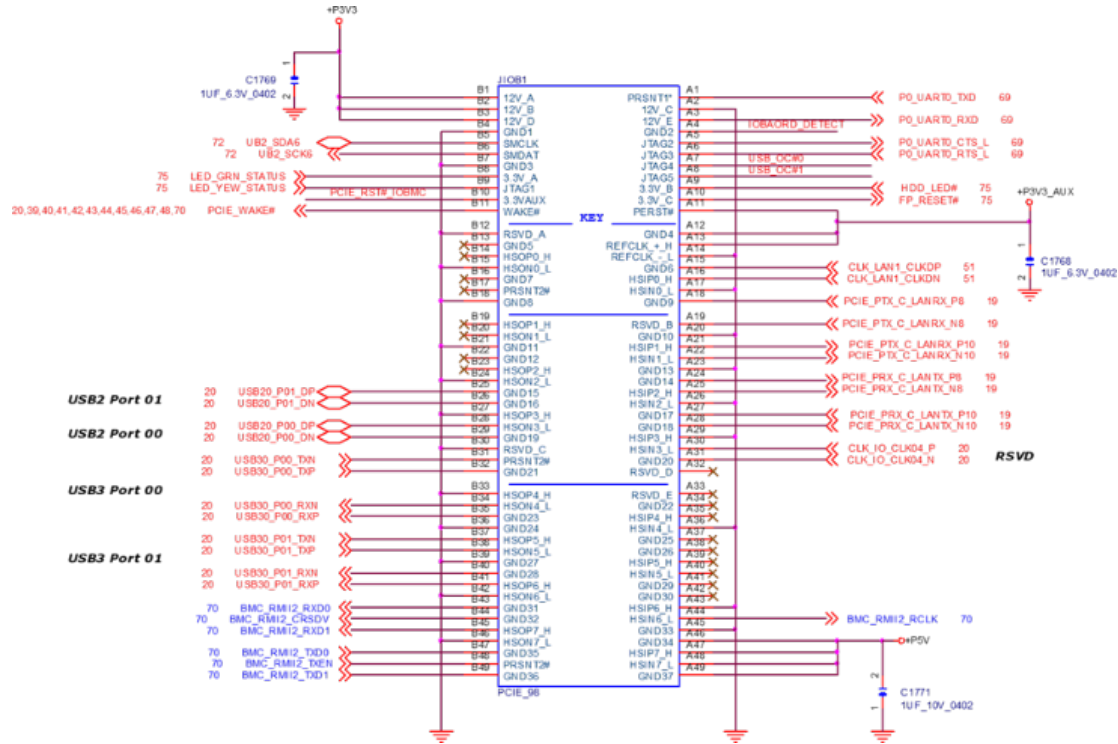 +P3V3
JIOB1
C1769
1UF_6.3V_0402
1
2
B1 12V_A PRSNT1* A1 P0_UART0_TXD 69
B2 12V_B 12V_C A2
B3 12V_D 12V_E A3 P0_UART0_RXD 69
B4 GND1 GND2 A4 IOBAORD_DETECT
72 UB2_SDA6 B5 SMCLK JTAG2 A5 P0_UART0_CTS_L 69
72 UB2_SCK6 B6 SMDAT JTAG3 A6 P0_UART0_RTS_L 69
B7 GND3 JTAG4 A7 USB_OC#0
75 LED_GRN_STATUS B8 3.3V_A JTAG5 A8 USB_OC#1
75 LED_YEW_STATUS B9 JTAG1 3.3V_B A9 HDD_LED# 75
PCIE_RST#_IOBMC B10 3.3VAUX 3.3V_C A10 FP_RESET# 75
20,39,40,41,42,43,44,45,46,47,48,70 PCIE_WAKE# B11 WAKE# PERST# A11
+P3V3_AUX
KEY
B12 RSVD_A GND4 A12
B13 GND5 REFCLK_+_H A13
B14 HSOP0_H REFCLK_-_L A14
B15 HSON0_L GND6 A15 CLK_LAN1_CLKDP 51
B16 GND7 HSIP0_H A16 CLK_LAN1_CLKDN 51
B17 PRSNT2# HSIN0_L A17
B18 GND8 GND9 A18 PCIE_PTX_C_LANRX_P8 19
1
2
C1768
1UF_6.3V_0402
B19 HSOP1_H RSVD_B A19 PCIE_PTX_C_LANRX_N8 19
B20 HSON1_L GND10 A20
B21 GND11 HSIP1_H A21 PCIE_PTX_C_LANRX_P10 19
B22 GND12 HSIN1_L A22 PCIE_PTX_C_LANRX_N10 19
B23 HSOP2_H GND13 A23
B24 HSON2_L GND14 A24 PCIE_PRX_C_LANTX_P8 19
USB2 Port 01
20 USB20_P01_DP B25 GND15 HSIP2_H A25 PCIE_PRX_C_LANTX_N8 19
20 USB20_P01_DN B26 GND16 HSIN2_L A26
B27 HSOP3_H GND17 A27 PCIE_PRX_C_LANTX_P10 19
USB2 Port 00
20 USB20_P00_DP B28 HSON3_L GND18 A28 PCIE_PRX_C_LANTX_N10 19
20 USB20_P00_DN B29 GND19 HSIP3_H A29
B30 RSVD_C HSIN3_L A30 CLK_IO_CLK04_P 20
20 USB30_P00_TXN B31 PRSNT2# GND20 A31 CLK_IO_CLK04_N 20
RSVD
20 USB30_P00_TXP B32 GND21 RSVD_D A32
USB3 Port 00
B33 HSOP4_H RSVD_E A33
20 USB30_P00_RXN B34 HSON4_L GND22 A34
20 USB30_P00_RXP B35 GND23 HSIP4_H A35
B36 GND24 HSIN4_L A36
20 USB30_P01_TXN B37 HSOP5_H GND25 A37
USB3 Port 01
20 USB30_P01_TXP B38 HSON5_L GND26 A38
B39 GND27 HSIP5_H A39
20 USB30_P01_RXN B40 GND28 HSIN5_L A40
20 USB30_P01_RXP B41 HSOP6_H GND29 A41
B42 HSON6_L GND30 A42
70 BMC_RMII2_RXD0 B43 GND31 HSIP6_H A43
70 BMC_RMII2_CRSDV B44 GND32 HSIN6_L A44 BMC_RMII2_RCLK 70
70 BMC_RMII2_RXD1 B45 HSOP7_H GND33 A45
B46 HSON7_L GND34 A46 +P5V
70 BMC_RMII2_TXD0 B47 GND35 HSIP7_H A47
70 BMC_RMII2_TXEN B48 PRSNT2# HSIN7_L A48
70 BMC_RMII2_TXD1 B49 GND36 GND37 A49
PCIE_98
2
1
C1771
1UF_10V_0402